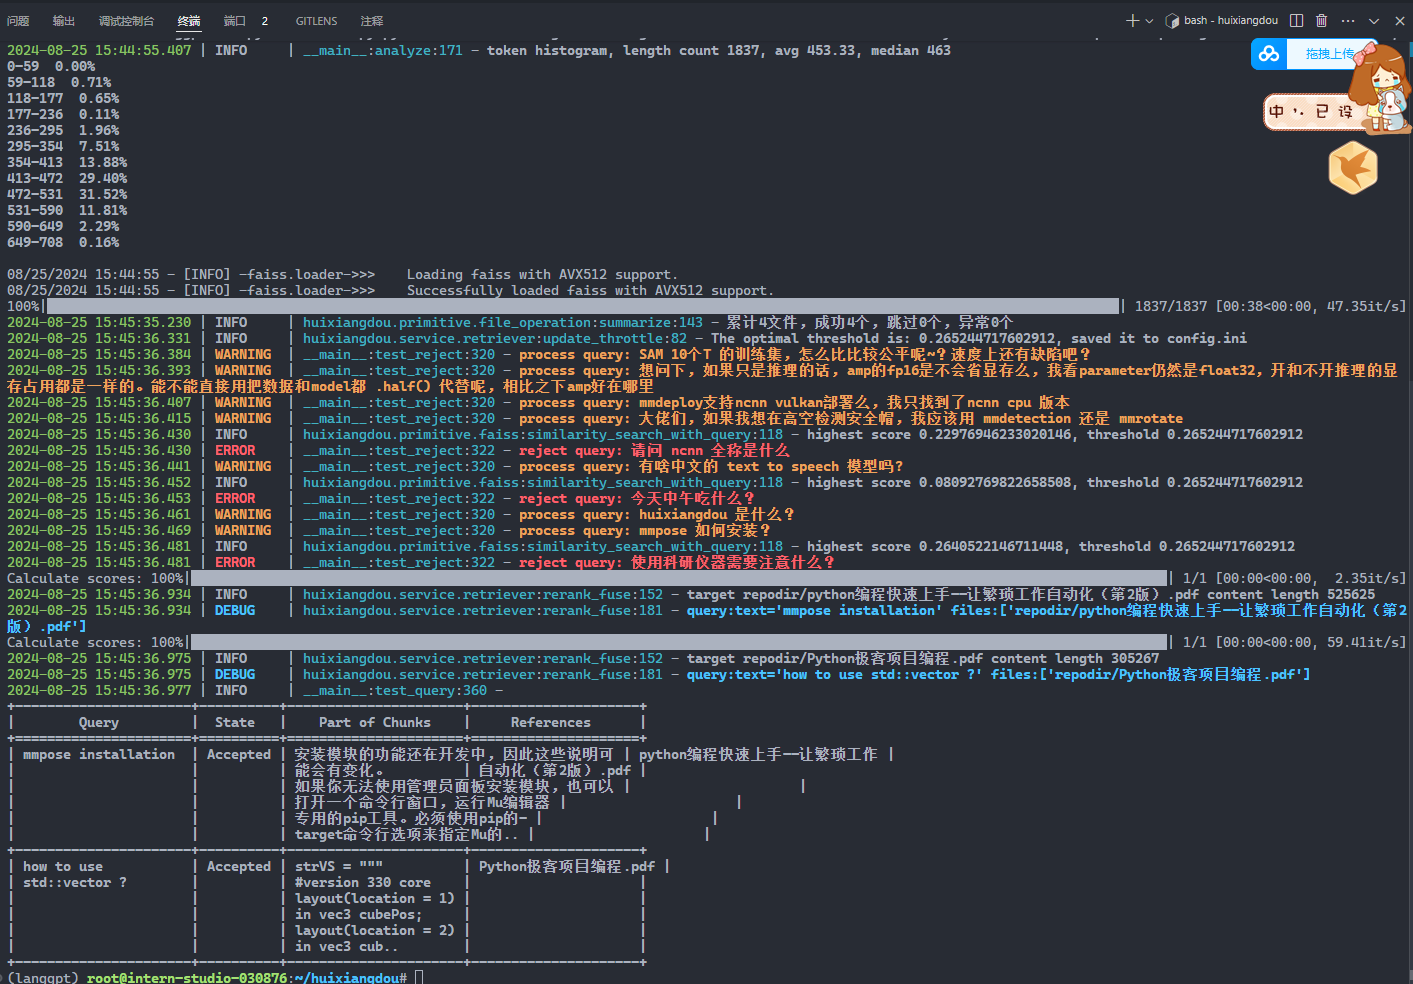 问题 输出 调试控制台 终端 端口 2 GITLENS 注释 bash - huixiangdou
2024-08-25 15:44:55.407 | INFO | __main__:analyze:171 - token histogram, length count 1837, avg 453.33, median 463
0-59 0.00%
59-118 0.71%
118-177 0.65%
177-236 0.11%
236-295 1.96%
295-354 7.51%
354-413 13.88%
413-472 29.40%
472-531 31.52%
531-590 11.81%
590-649 2.29%
649-708 0.16%
拖拽上传
中 已 设
08/25/2024 15:44:55 - [INFO] -faiss.loader->>> Loading faiss with AVX512 support.
08/25/2024 15:44:55 - [INFO] -faiss.loader->>> Successfully loaded faiss with AVX512 support.
100%| | 1837/1837 [00:38<00:00, 47.35it/s]
2024-08-25 15:45:35.230 | INFO | huixiangdou.primitive.file_operation:summarize:143 - 累计4文件，成功4个，跳过0个，异常0个
2024-08-25 15:45:36.331 | INFO | huixiangdou.service.retriever:update_throttle:82 - The optimal threshold is: 0.265244717602912, saved it to config.ini
2024-08-25 15:45:36.384 | WARNING | __main__:test_reject:320 - process query: SAM 10个T 的训练集，怎么比比较公平呢~？速度上还有缺陷吧？
2024-08-25 15:45:36.393 | WARNING | __main__:test_reject:320 - process query: 想问下，如果只是推理的话，amp的fp16是不会省显存么，我看parameter仍然是float32，开和不开推理的显
存占用都是一样的。能不能直接用把数据和model都 .half() 代替呢，相比之下amp好在哪里
2024-08-25 15:45:36.407 | WARNING | __main__:test_reject:320 - process query: mmdeploy支持ncnn vulkan部署么，我只找到了ncnn cpu 版本
2024-08-25 15:45:36.415 | WARNING | __main__:test_reject:320 - process query: 大佬们，如果我想在高空检测安全帽，我应该用 mmdetection 还是 mmrotate
2024-08-25 15:45:36.430 | INFO | huixiangdou.primitive.faiss:similarity_search_with_query:118 - highest score 0.22976946233020146, threshold 0.265244717602912
2024-08-25 15:45:36.430 | ERROR | __main__:test_reject:322 - reject query: 请问 ncnn 全称是什么
2024-08-25 15:45:36.441 | WARNING | __main__:test_reject:320 - process query: 有啥中文的 text to speech 模型吗?
2024-08-25 15:45:36.452 | INFO | huixiangdou.primitive.faiss:similarity_search_with_query:118 - highest score 0.08092769822658508, threshold 0.265244717602912
2024-08-25 15:45:36.453 | ERROR | __main__:test_reject:322 - reject query: 今天中午吃什么？
2024-08-25 15:45:36.461 | WARNING | __main__:test_reject:320 - process query: huixiangdou 是什么？
2024-08-25 15:45:36.469 | WARNING | __main__:test_reject:320 - process query: mmpose 如何安装？
2024-08-25 15:45:36.481 | INFO | huixiangdou.primitive.faiss:similarity_search_with_query:118 - highest score 0.2640522146711448, threshold 0.265244717602912
2024-08-25 15:45:36.481 | ERROR | __main__:test_reject:322 - reject query: 使用科研仪器需要注意什么？
Calculate scores: 100%| | 1/1 [00:00<00:00, 2.35it/s]
2024-08-25 15:45:36.934 | INFO | huixiangdou.service.retriever:rerank_fuse:152 - target repodir/python编程快速上手—让繁琐工作自动化（第2版）.pdf content length 525625
2024-08-25 15:45:36.934 | DEBUG | huixiangdou.service.retriever:rerank_fuse:181 - query:text='mmpose installation' files:['repodir/python编程快速上手—让繁琐工作自动化（第2
版）.pdf']
Calculate scores: 100%| | 1/1 [00:00<00:00, 59.41it/s]
2024-08-25 15:45:36.975 | INFO | huixiangdou.service.retriever:rerank_fuse:152 - target repodir/Python极客项目编程.pdf content length 305267
2024-08-25 15:45:36.975 | DEBUG | huixiangdou.service.retriever:rerank_fuse:181 - query:text='how to use std::vector ?' files:['repodir/Python极客项目编程.pdf']
2024-08-25 15:45:36.977 | INFO | __main__:test_query:360 -
| Query | State | Part of Chunks | References |
| mmpose installation | Accepted | 安装模块的功能还在开发中，因此这些说明可 | python编程快速上手—让繁琐工作 |
| | | 能会有变化。 | 自动化（第2版）.pdf |
| | | 如果你无法使用管理员面板安装模块，也可以 | |
| | | 打开一个命令行窗口，运行Mu编辑器 | |
| | | 专用的pip工具。必须使用pip的- | |
| | | target命令行选项来指定Mu的.. | |
| how to use | Accepted | strVS = """ | Python极客项目编程.pdf |
| std::vector ? | | #version 330 core | |
| | | layout(location = 1) | |
| | | in vec3 cubePos; | |
| | | layout(location = 2) | |
| | | in vec3 cub.. | |
(langgpt) root@intern-studio-030876:~/huixiangdou#